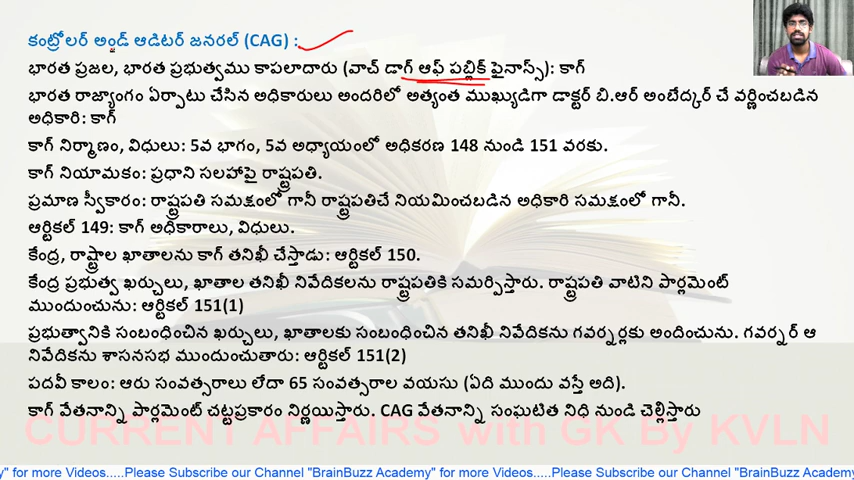 కంట్రోలర్ అండ్ ఆడిటర్ జనరల్ (CAG) :
భారత ప్రజల, భారత ప్రభుత్వము కాపలాదారు (వాచ్ డాగ్ ఆఫ్ పబ్లిక్ ఫైనాస్స్): కాగ్
భారత రాజ్యాంగం ఏర్పాటు చేసిన అధికారులు అందరిలో అత్యంత ముఖ్యుడిగా డాక్టర్ బి.ఆర్ అంబేద్కర్ చే వర్ణించబడిన
అధికారి: కాగ్
కాగ్ నిర్మాణం, విధులు: 5వ భాగం, 5వ అధ్యాయంలో అధికరణ 148 నుండి 151 వరకు.
కాగ్ నియామకం: ప్రధాని సలహాపై రాష్ట్రపతి.
ప్రమాణ స్వీకారం: రాష్ట్రపతి సమక్షంలో గానీ రాష్ట్రపతిచే నియమించబడిన అధికారి సమక్షంలో గానీ.
ఆర్టికల్ 149: కాగ్ అధికారాలు, విధులు.
కేంద్ర, రాష్ట్రాల ఖాతాలను కాగ్ తనిఖీ చేస్తాడు: ఆర్టికల్ 150.
కేంద్ర ప్రభుత్వ ఖర్చులు, ఖాతాల తనిఖీ నివేదికలను రాష్ట్రపతికి సమర్పిస్తారు. రాష్ట్రపతి వాటిని పార్లమెంట్
ముందుంచును: ఆర్టికల్ 151(1)
ప్రభుత్వానికి సంబంధించిన ఖర్చులు, ఖాతాలకు సంబంధించిన తనిఖీ నివేదికను గవర్నర్లకు అందించును. గవర్నర్ ఆ
నివేదికను శాసనసభ ముందుంచుతారు: ఆర్టికల్ 151(2)
పదవీ కాలం: ఆరు సంవత్సరాలు లేదా 65 సంవత్సరాల వయసు (ఏది ముందు వస్తే అది).
కాగ్ వేతనాన్ని పార్లమెంట్ చట్టప్రకారం నిర్ణయిస్తారు. CAG వేతనాన్ని సంఘటిత నిధి నుండి చెల్లిస్తారు
CURRENT AFFAIRS with GK By KVLN
y" for more Videos.....Please Subscribe our Channel "BrainBuzz Academy" for more Videos.....Please Subscribe our Channel "BrainBuzz Academy